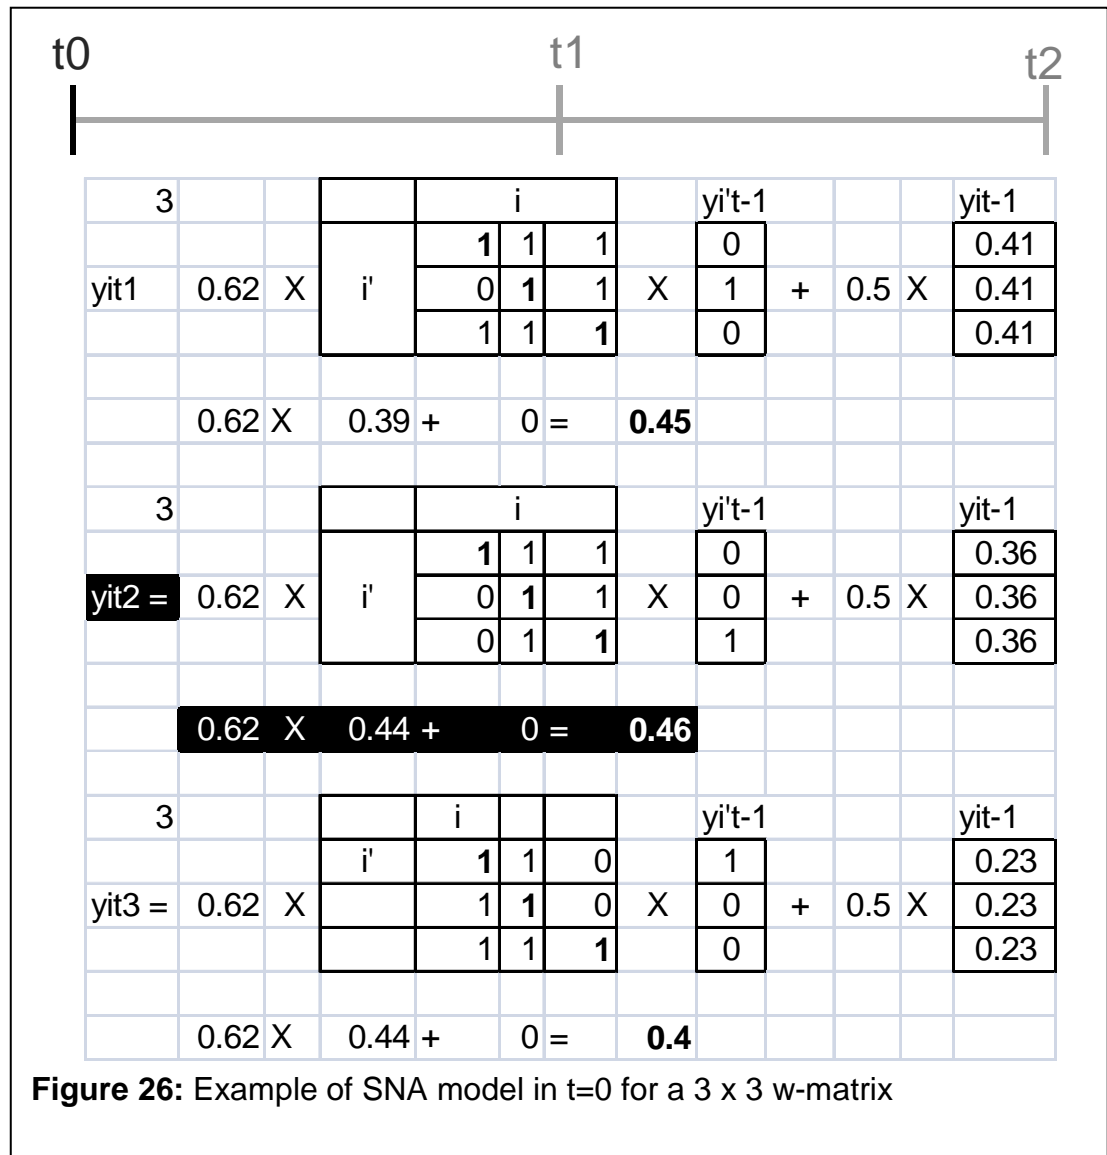 t0 t1 t2
3 i yi't-1 yit-1
1 1 1 0 0.41
yit1 0.62 X i' 0 1 1 X 1 + 0.5 X 0.41
1 1 1 0 0.41
0.62 X 0.39 + 0 = 0.45
3 i yi't-1 yit-1
1 1 1 0 0.36
yit2 = 0.62 X i' 0 1 1 X 0 + 0.5 X 0.36
0 1 1 1 0.36
0.62 X 0.44 + 0 = 0.46
3 i yi't-1 yit-1
i' 1 1 0 1 0.23
yit3 = 0.62 X 1 1 0 X 0 + 0.5 X 0.23
1 1 1 0 0.23
0.62 X 0.44 + 0 = 0.4
Figure 26: Example of SNA model in t=0 for a 3 x 3 w-matrix